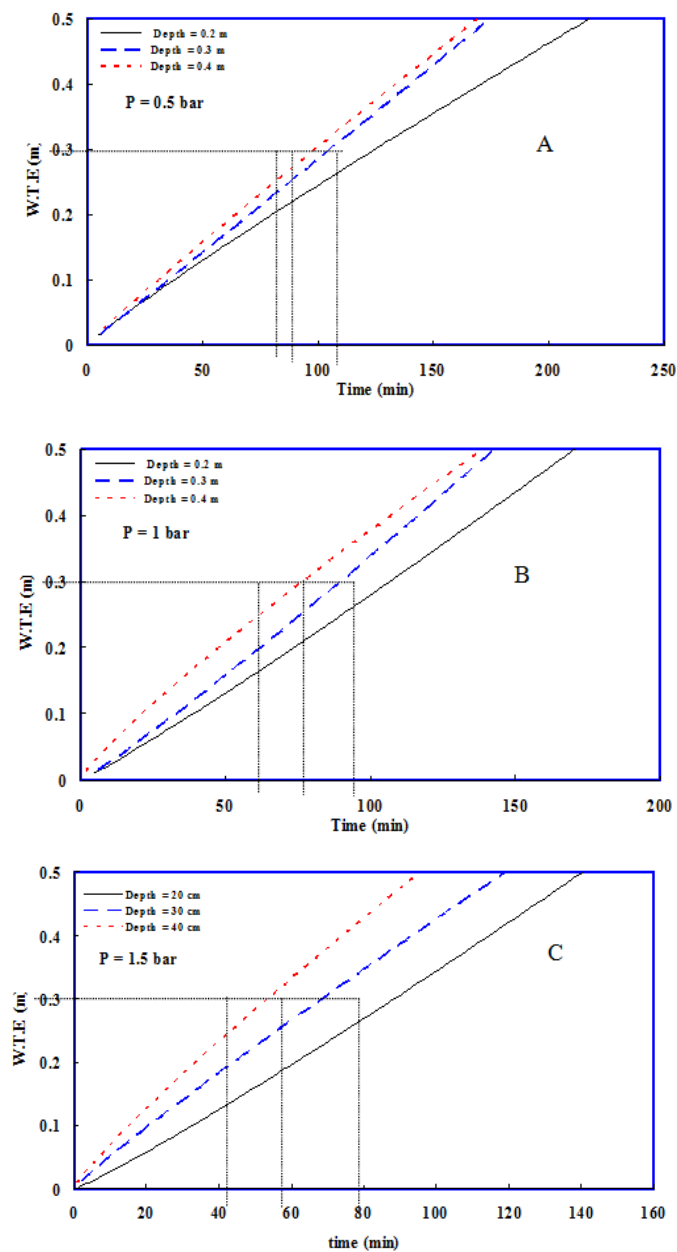 0.5
Depth = 0.2 m
Depth = 0.3 m
0.4
Depth = 0.4 m
P = 0.5 bar
W.T.E (m)
0.3
A
0.2
0.1
0
0 50 100 150 200 250
Time (min)
0.5
Depth = 0.2 m
Depth = 0.3 m
0.4
Depth = 0.4 m
P = 1 bar
W.T.E (m)
0.3
B
0.2
0.1
0
0 50 100 150 200
Time (min)
0.5
Depth = 20 cm
Depth = 30 cm
0.4
Depth = 40 cm
P = 1.5 bar
C
W.T.E (m)
0.3
0.2
0.1
0
0 20 40 60 80 100 120 140 160
time (min)